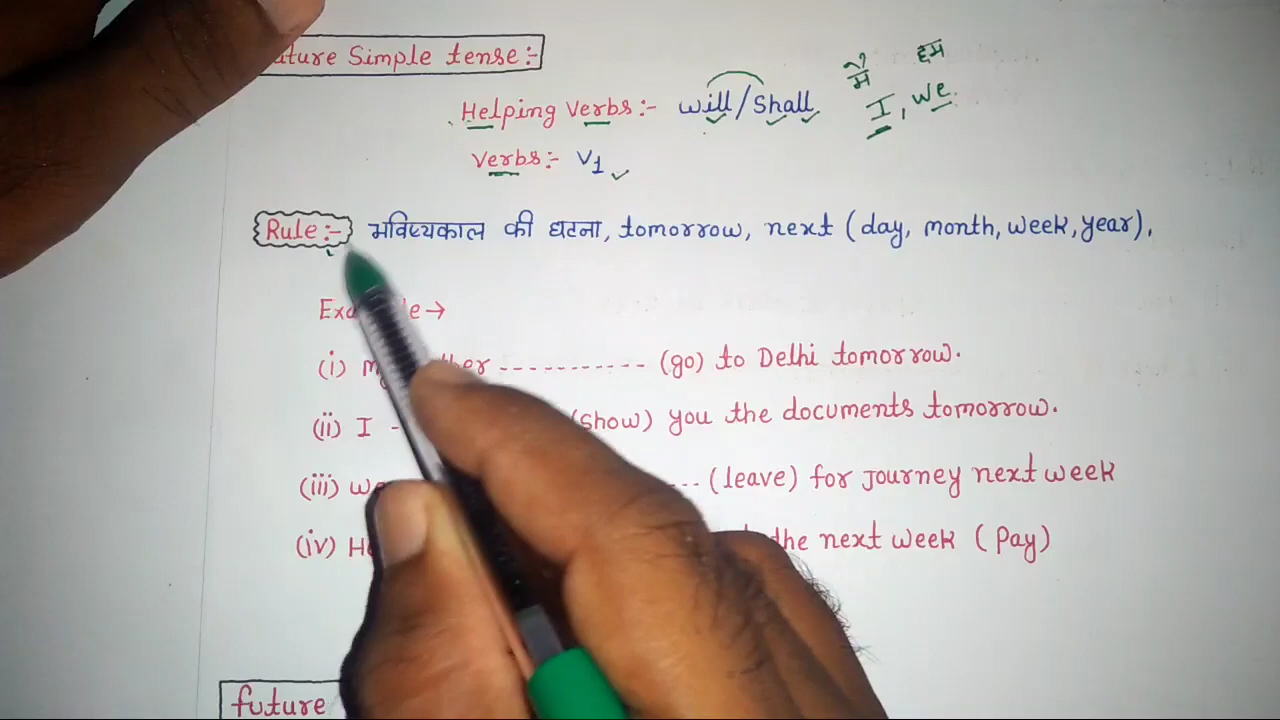 Simple tense:-
Helping Verbs:- will/Shall
में हम
I, we.
Verbs:- V1
Rule:- भविष्यकाल की घटना, tomorrow, next (day, month, week, year),
(i) (go) to Delhi tomorrow.
(ii) I (Show) you the documents tomorrow.
(iii) (leave) for Journey next week
(iv) the next week (Pay)
future